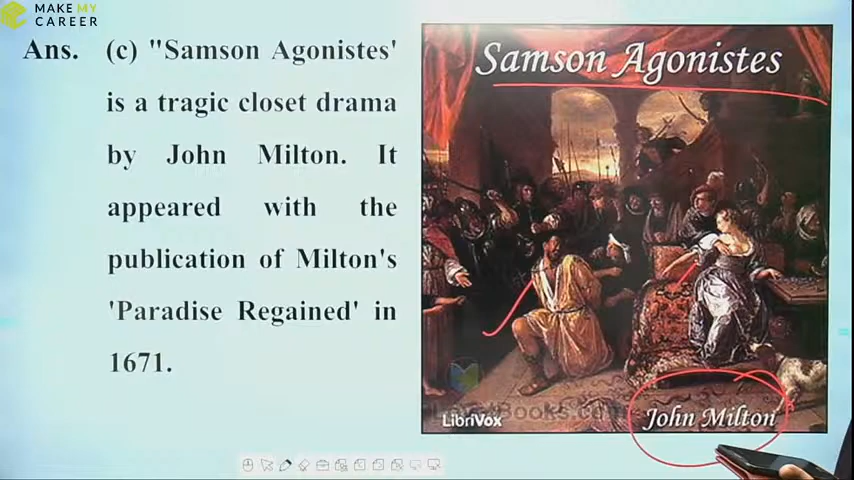 MAKE MY
CAREER
Ans. (c) "Samson Agonistes'
is a tragic closet drama
by John Milton. It
appeared with the
publication of Milton's
'Paradise Regained' in
1671.
Samson Agonistes
LibriVox
John Milton